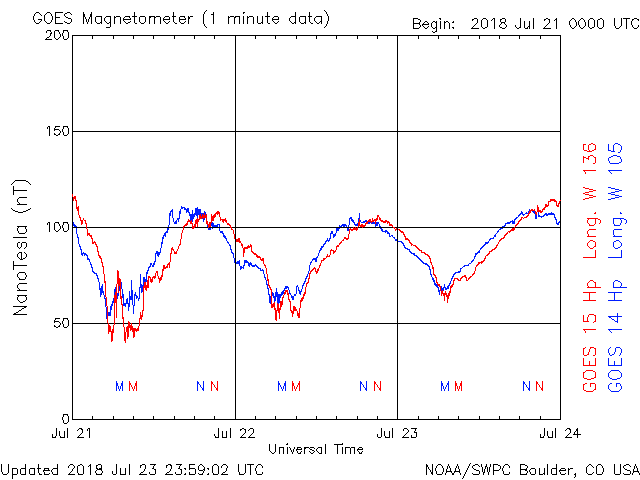 GOES Magnetometer (1 minute data)
Begin: 2018 Jul 21 0000 UTC
200
150
100
50
0
NanoTesla (nT)
M M N N M M N N M M N N
Jul 21 Jul 22 Jul 23 Jul 24
Universal Time
GOES 15 Hp Long. W 136
GOES 14 Hp Long. W 105
Updated 2018 Jul 23 23:59:02 UTC
NOAA/SWPC Boulder, CO USA